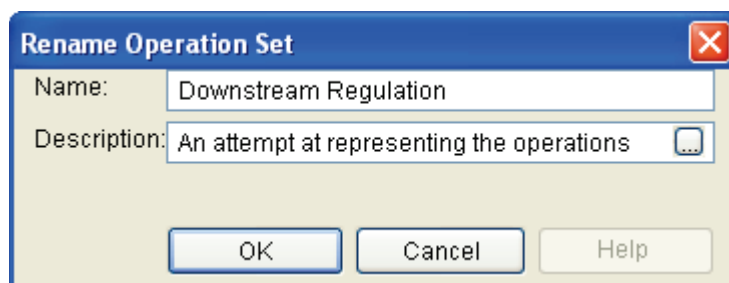 Rename Operation Set
Name: Downstream Regulation
Description: An attempt at representing the operations ...
OK Cancel Help